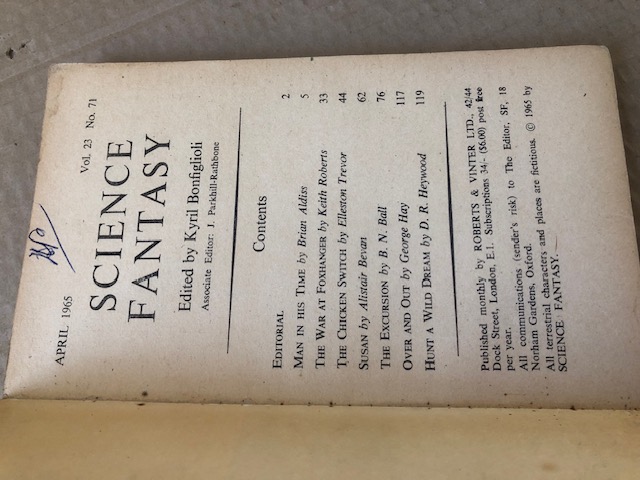 APRIL 1965
Vol. 23 No. 71
SCIENCE
FANTASY
Edited by Kyril Bonfiglioli
Associate Editor: J. Parkhill-Rathbone
Contents
EDITORIAL 2
MAN IN HIS TIME by Brian Aldiss 5
THE WAR AT FOXHANGER by Keith Roberts 33
THE CHICKEN SWITCH by Elleston Trevor 44
SUSAN by Alistair Bevan 62
THE EXCURSION by B. N. Ball 76
OVER AND OUT by George Hay 117
HUNT A WILD DREAM by D. R. Heywood 119
Published monthly by ROBERTS & VINTER LTD., 42/44
Dock Street, London, E.1. Subscriptions 34/- ($6.00) post free
per year.
All communications (sender's risk) to The Editor, SF, 18
Norham Gardens, Oxford.
All terrestrial characters and places are fictitious. © 1965 by
SCIENCE FANTASY.